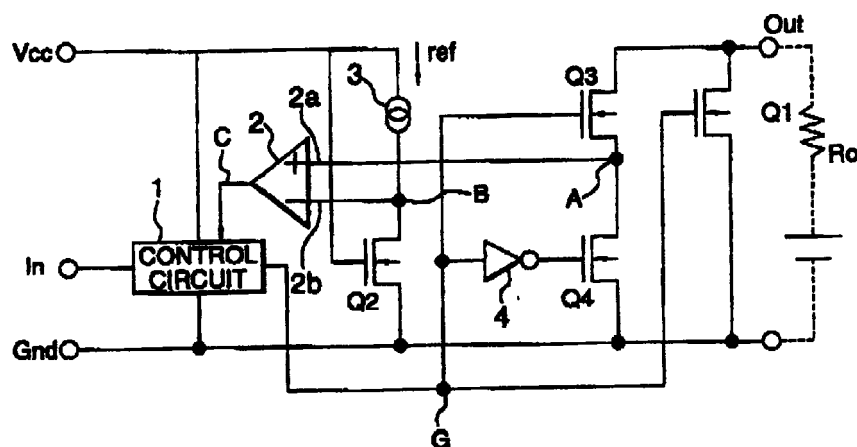 Out
Vcc
ref
3
Q3
2a
Q1
2
C
Ro
B
A
1
In
CONTROL
CIRCUIT
2b
Q2
4
Q4
Gnd
G